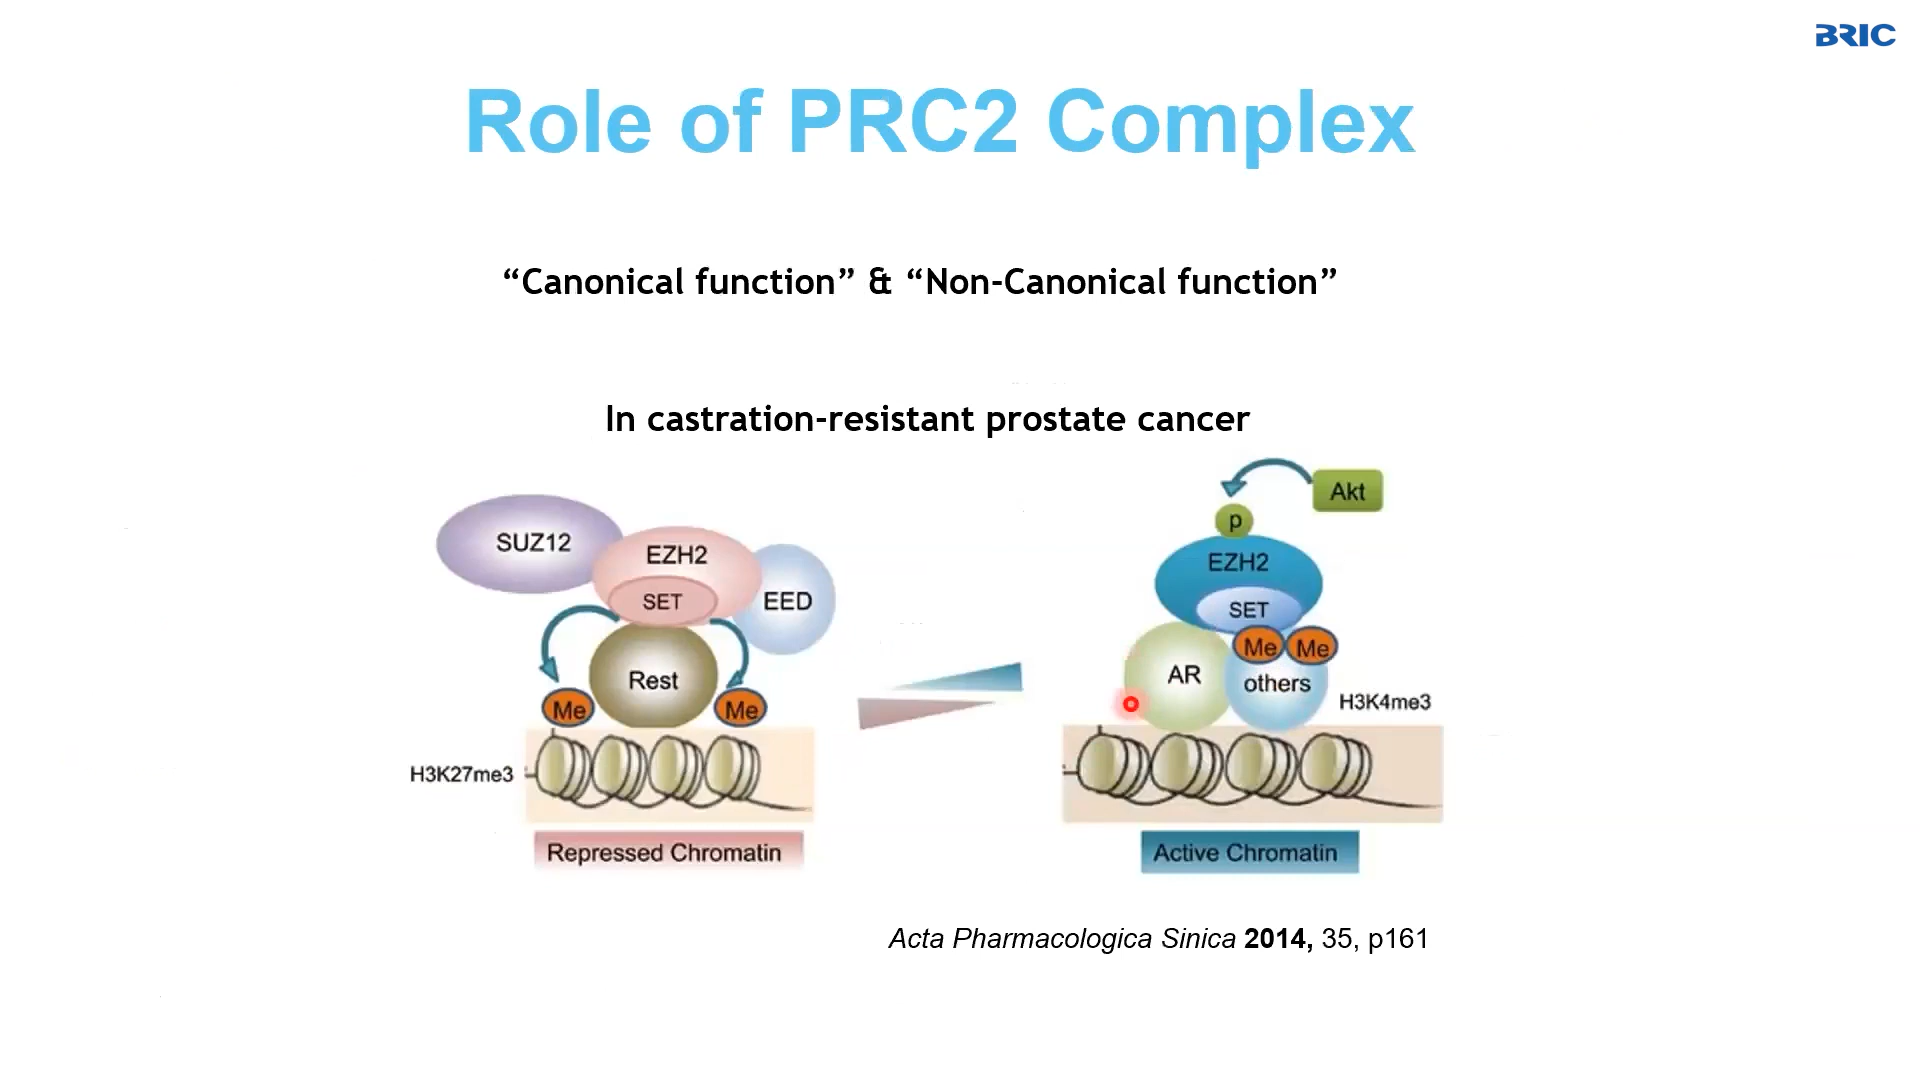 BRIC
Role of PRC2 Complex
“Canonical function” & “Non-Canonical function”
In castration-resistant prostate cancer
SUZ12
EZH2
SET
EED
Rest
Me
Me
H3K27me3
Repressed Chromatin
Akt
p
EZH2
SET
Me
Me
AR
others
H3K4me3
Active Chromatin
Acta Pharmacologica Sinica 2014, 35, p161